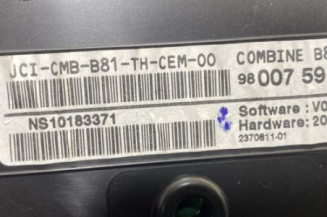 JCI-CMB-B81-TH-CEM-00
COMBINE B8
98 007 59
NS10183371
Software : V0
Hardware: 20
2370611-01